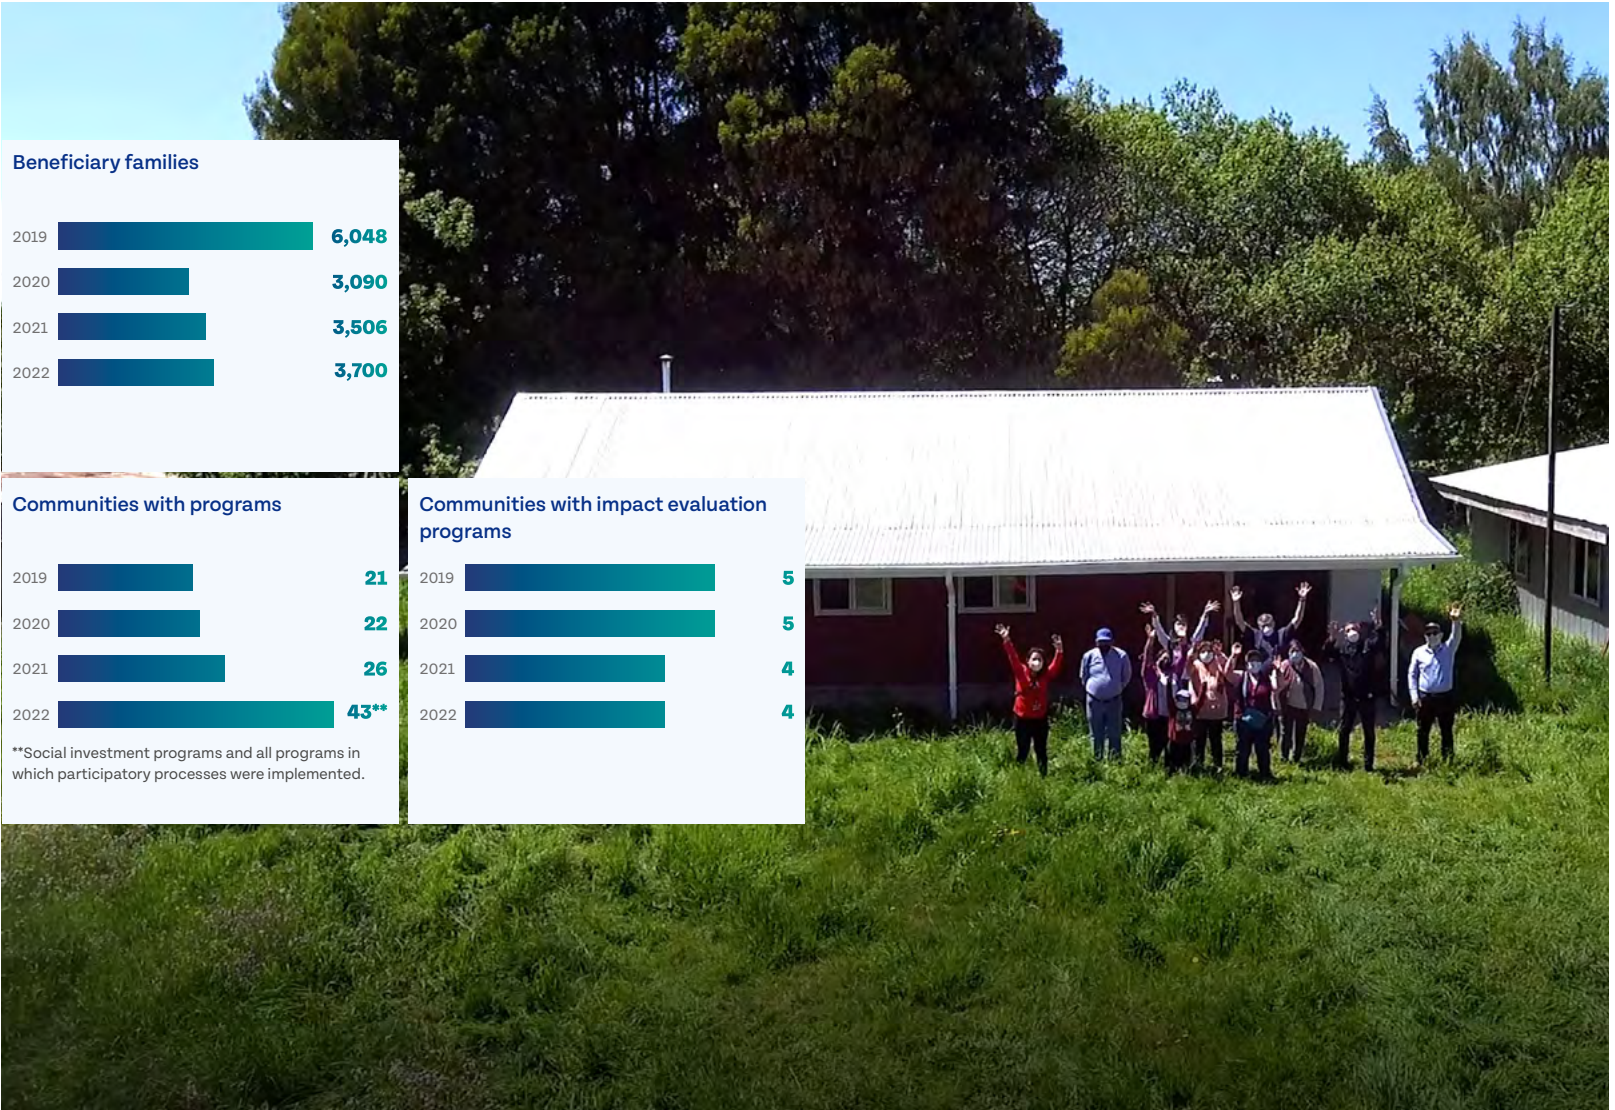 Beneficiary families
2019 6,048
2020 3,090
2021 3,506
2022 3,700
Communities with programs
2019 21
2020 22
2021 26
2022 43**
**Social investment programs and all programs in
which participatory processes were implemented.
Communities with impact evaluation
programs
2019 5
2020 5
2021 4
2022 4